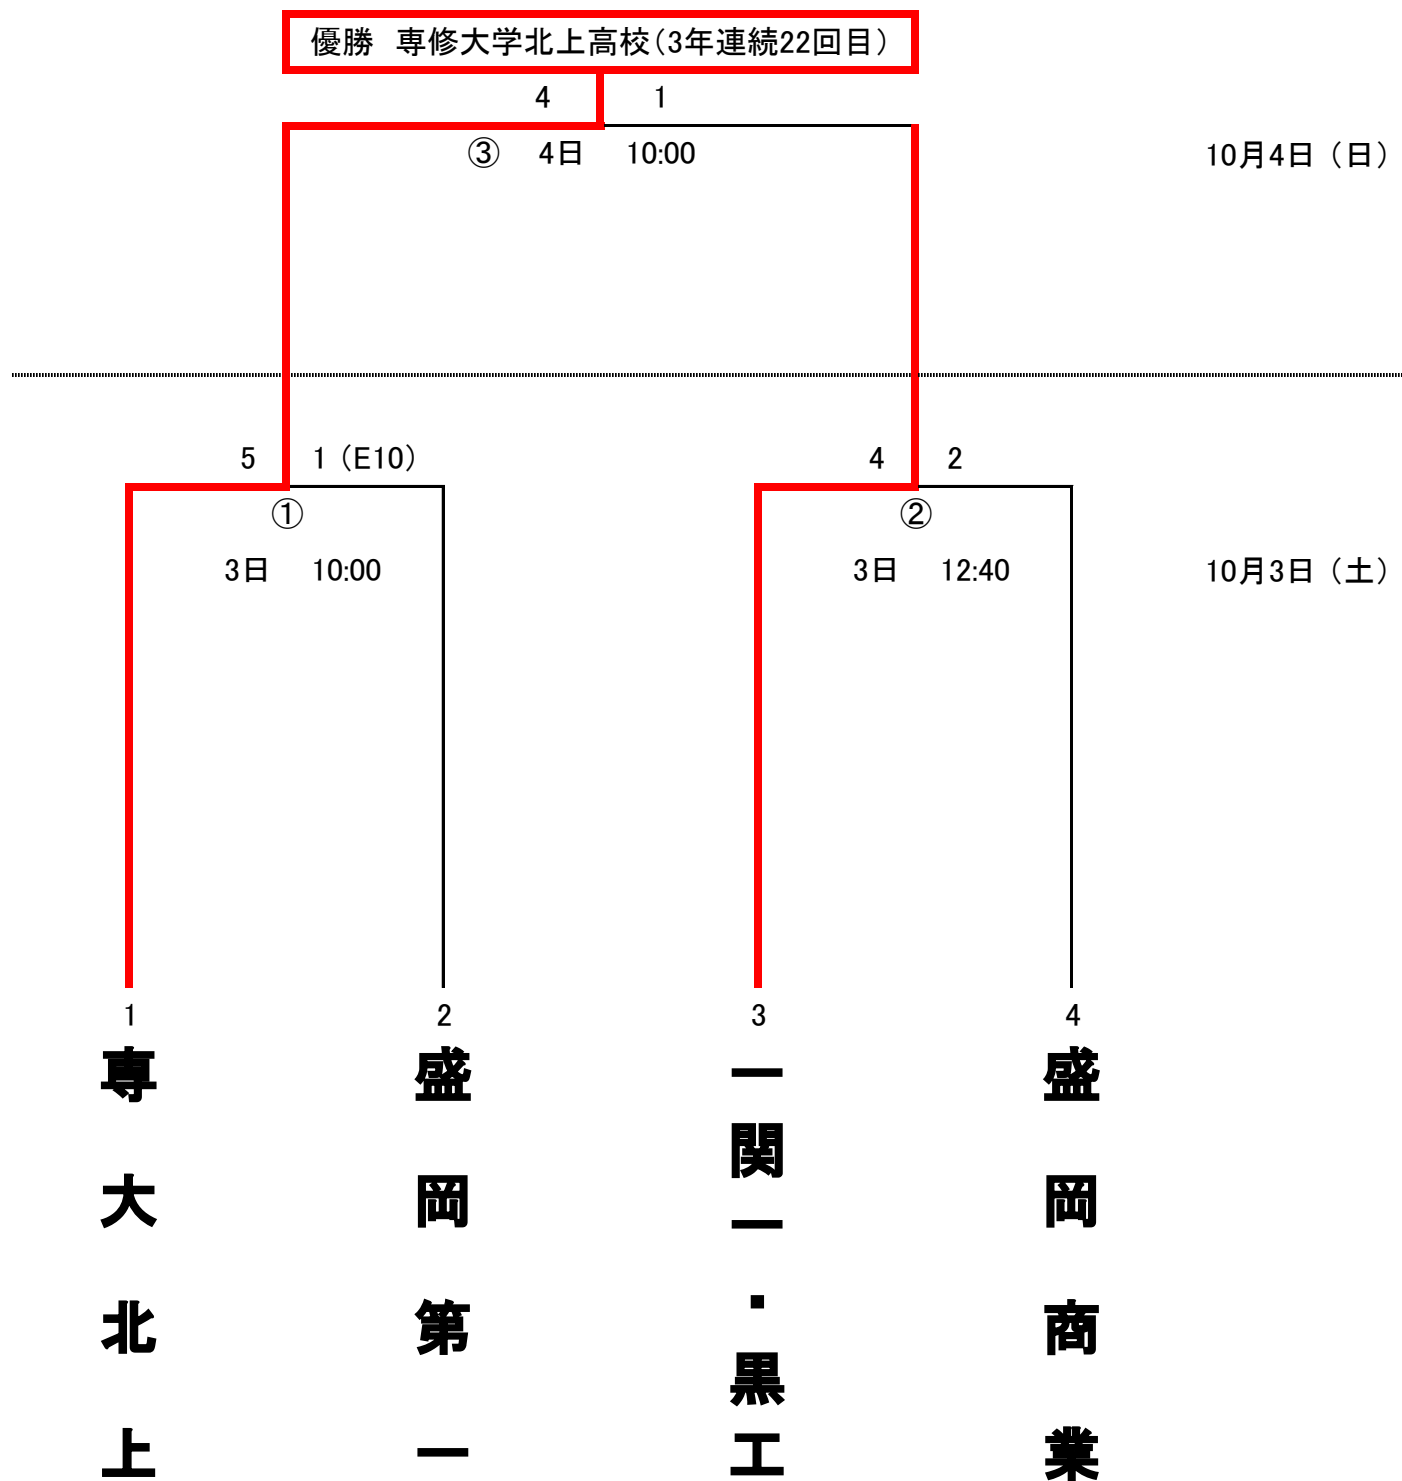 優勝　専修大学北上高校（3年連続22回目）
4　1
③　4日　10:00　10月4日（日）
5　1（E10）　4　2
①　②
3日　10:00　3日　12:40　10月3日（土）
1　2　3　4
専大北上
盛岡第一
一関一・黒工
盛岡商業